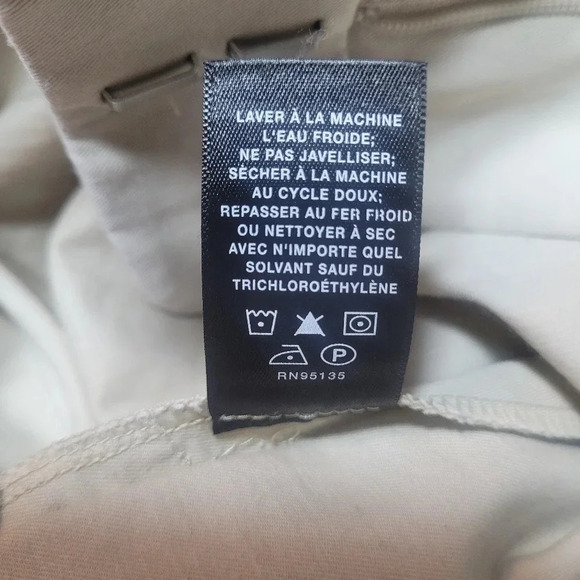 LAVER À LA MACHINE
L'EAU FROIDE;
NE PAS JAVELLISER;
SÉCHER À LA MACHINE
AU CYCLE DOUX;
REPASSER AU FER FROID
OU NETTOYER À SEC
AVEC N'IMPORTE QUEL
SOLVANT SAUF DU
TRICHLOROÉTHYLÈNE
P
RN95135